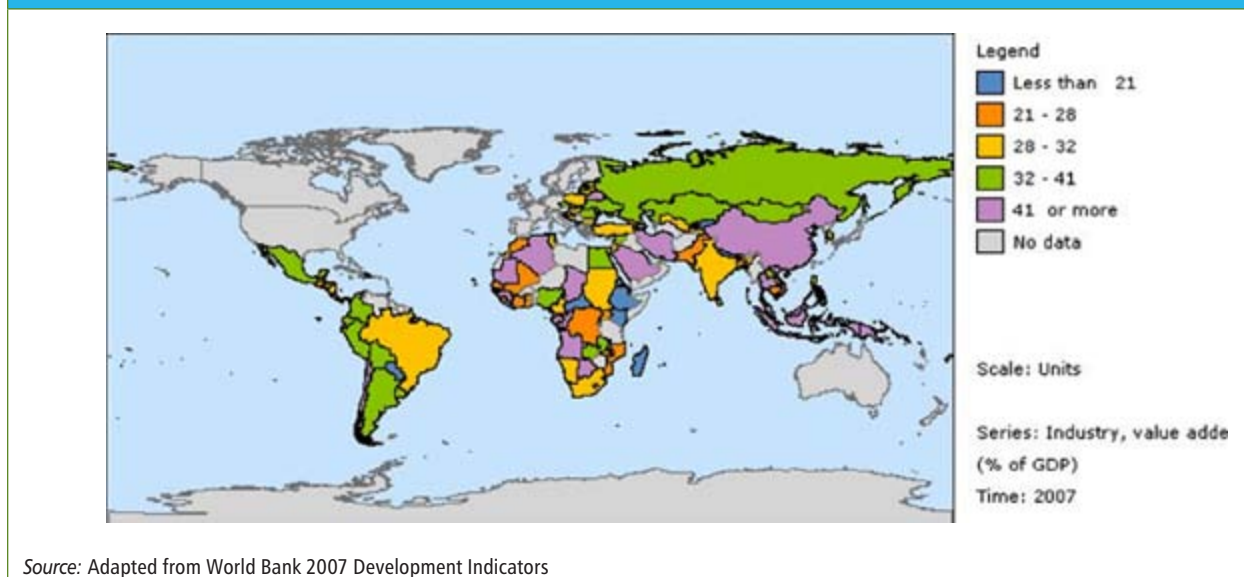 Legend
Less than 21
21 - 28
28 - 32
32 - 41
41 or more
No data
Scale: Units
Series: Industry, value adde
(% of GDP)
Time: 2007
Source: Adapted from World Bank 2007 Development Indicators